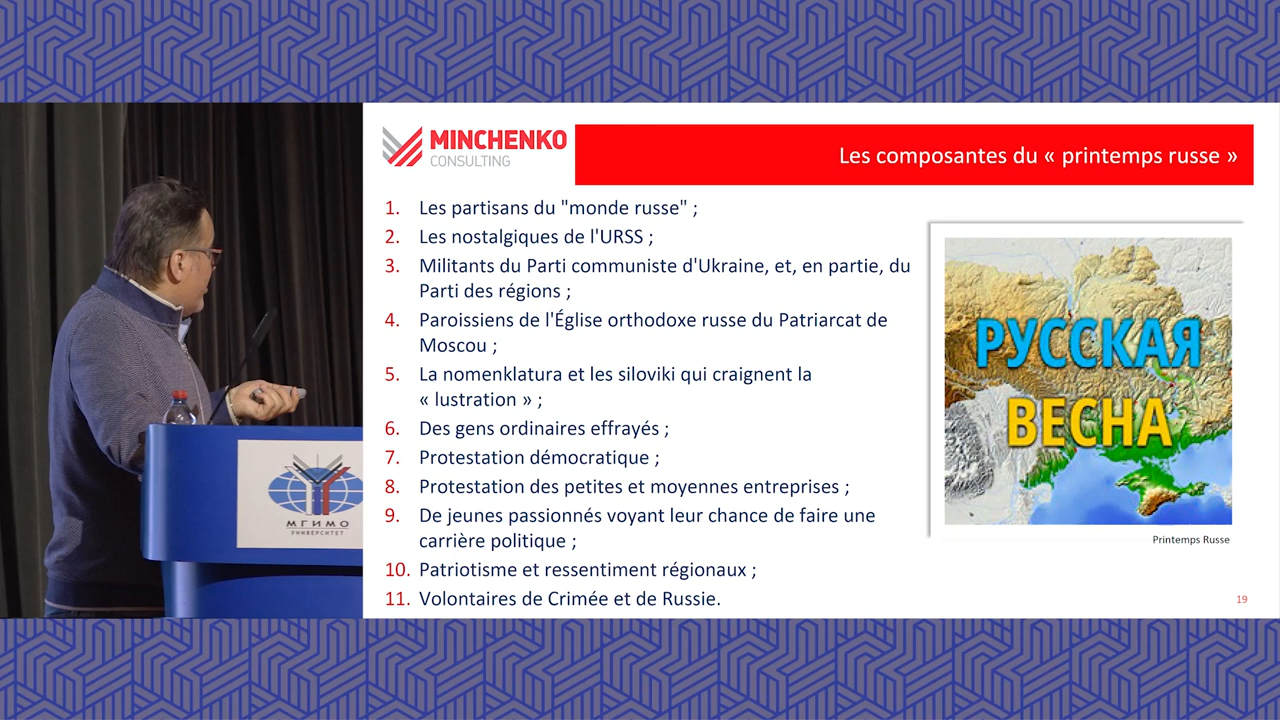 MINCHENKO
CONSULTING
Les composantes du « printemps russe »
1. Les partisans du "monde russe" ;
2. Les nostalgiques de l'URSS ;
3. Militants du Parti communiste d'Ukraine, et, en partie, du
Parti des régions ;
4. Paroissiens de l'Église orthodoxe russe du Patriarcat de
Moscou ;
5. La nomenklatura et les siloviki qui craignent la
« lustration » ;
6. Des gens ordinaires effrayés ;
7. Protestation démocratique ;
8. Protestation des petites et moyennes entreprises ;
9. De jeunes passionnés voyant leur chance de faire une
carrière politique ;
10. Patriotisme et ressentiment régionaux ;
11. Volontaires de Crimée et de Russie.
РУССКАЯ
ВЕСНА
Printemps Russe
19
МГИМО
УНИВЕРСИТЕТ